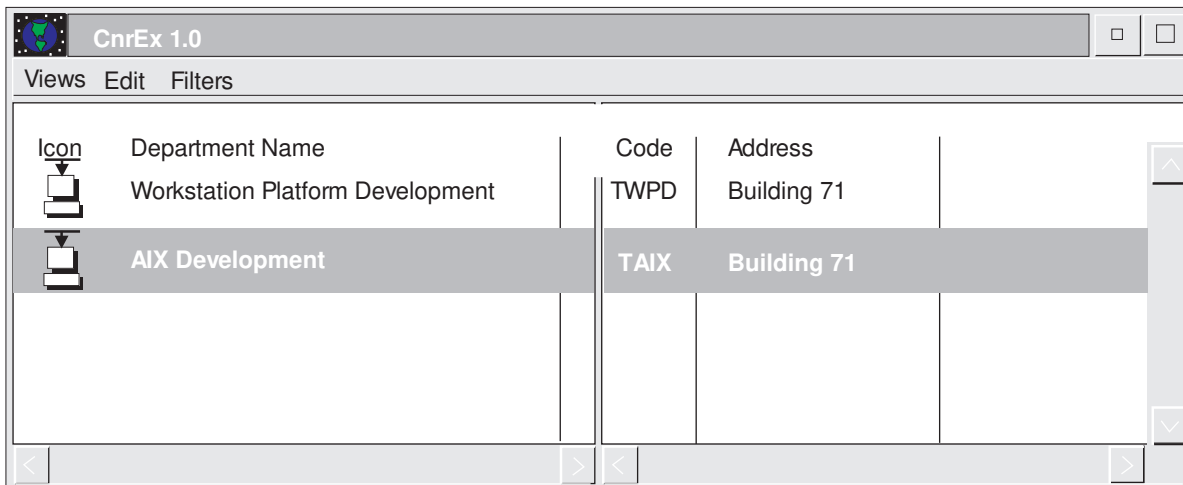 CnrEx 1.0
Views Edit Filters
Icon Department Name Code Address
Workstation Platform Development TWPD Building 71
AIX Development TAIX Building 71